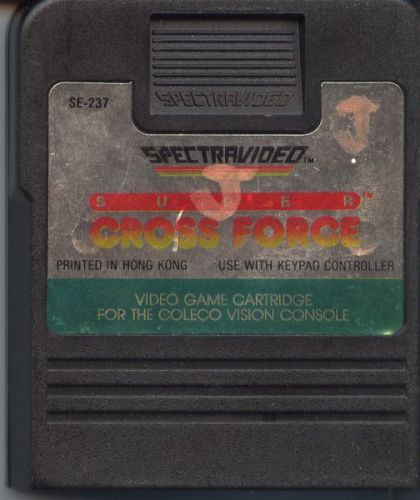 SPECTRAVIDEO
SE-237
J
SPECTRAVIDEO™
J
SUPER™
CROSS FORCE
PRINTED IN HONG KONG USE WITH KEYPAD CONTROLLER
VIDEO GAME CARTRIDGE
FOR THE COLECO VISION CONSOLE